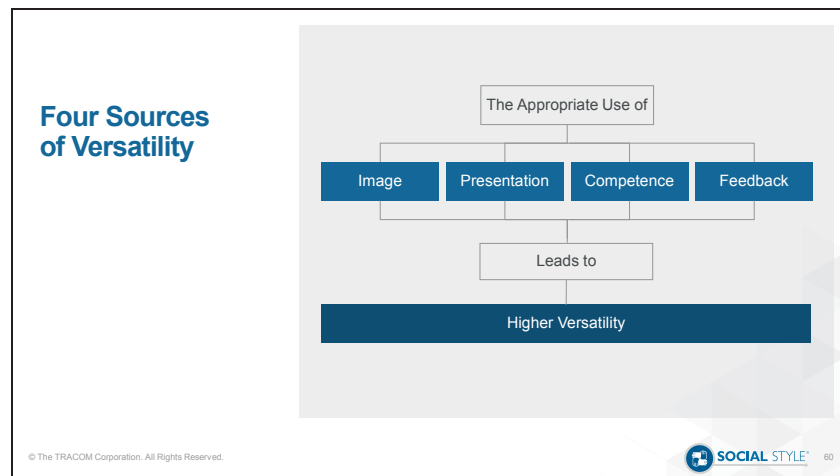 Four Sources
of Versatility
The Appropriate Use of
Image
Presentation
Competence
Feedback
Leads to
Higher Versatility
© The TRACOM Corporation. All Rights Reserved.
SOCIAL STYLE®
60